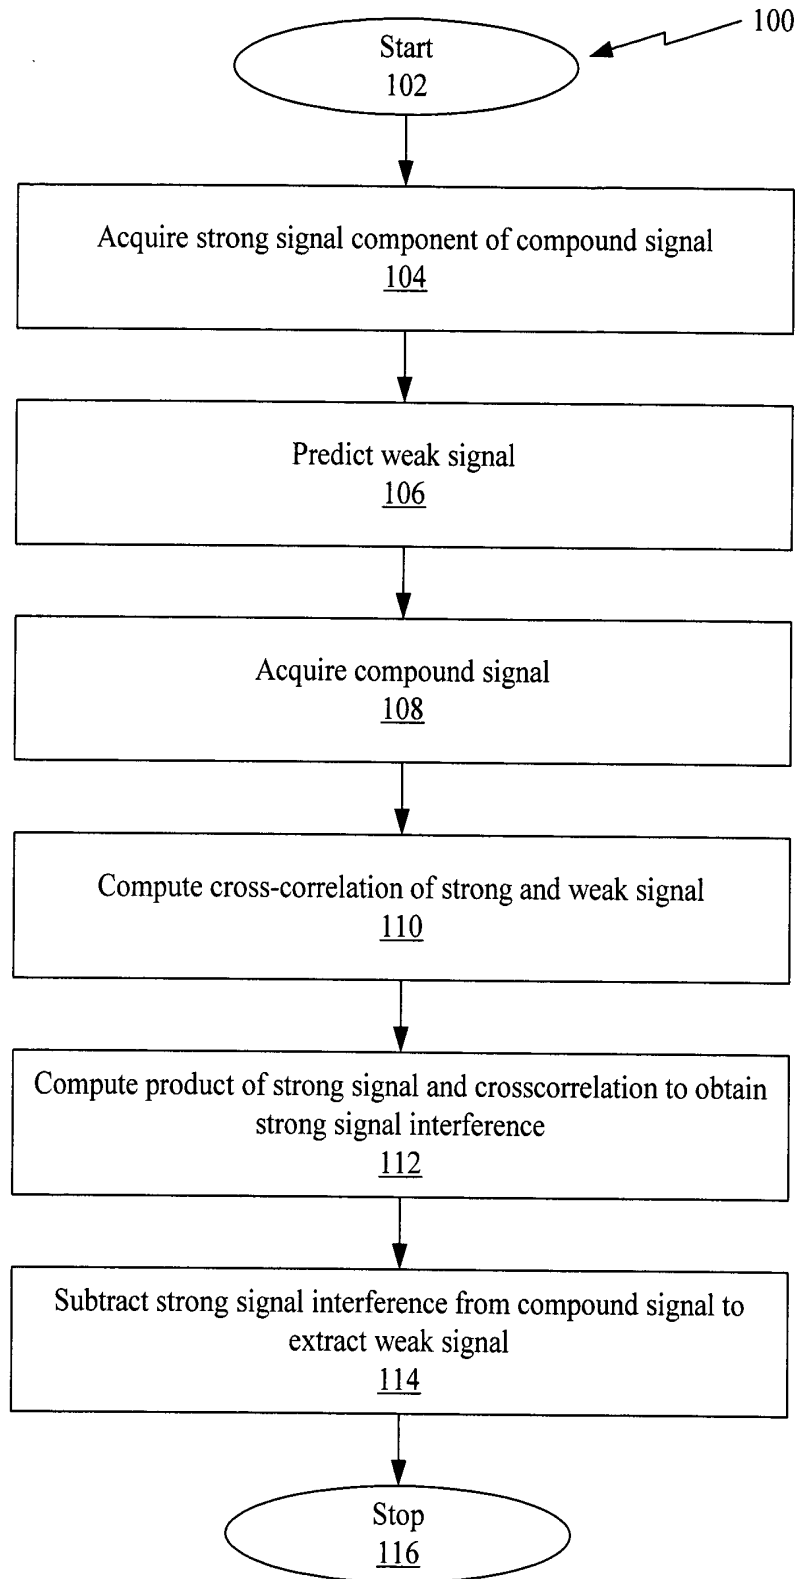 100
Start
102
Acquire strong signal component of compound signal
104
Predict weak signal
106
Acquire compound signal
108
Compute cross-correlation of strong and weak signal
110
Compute product of strong signal and crosscorrelation to obtain
strong signal interference
112
Subtract strong signal interference from compound signal to
extract weak signal
114
Stop
116